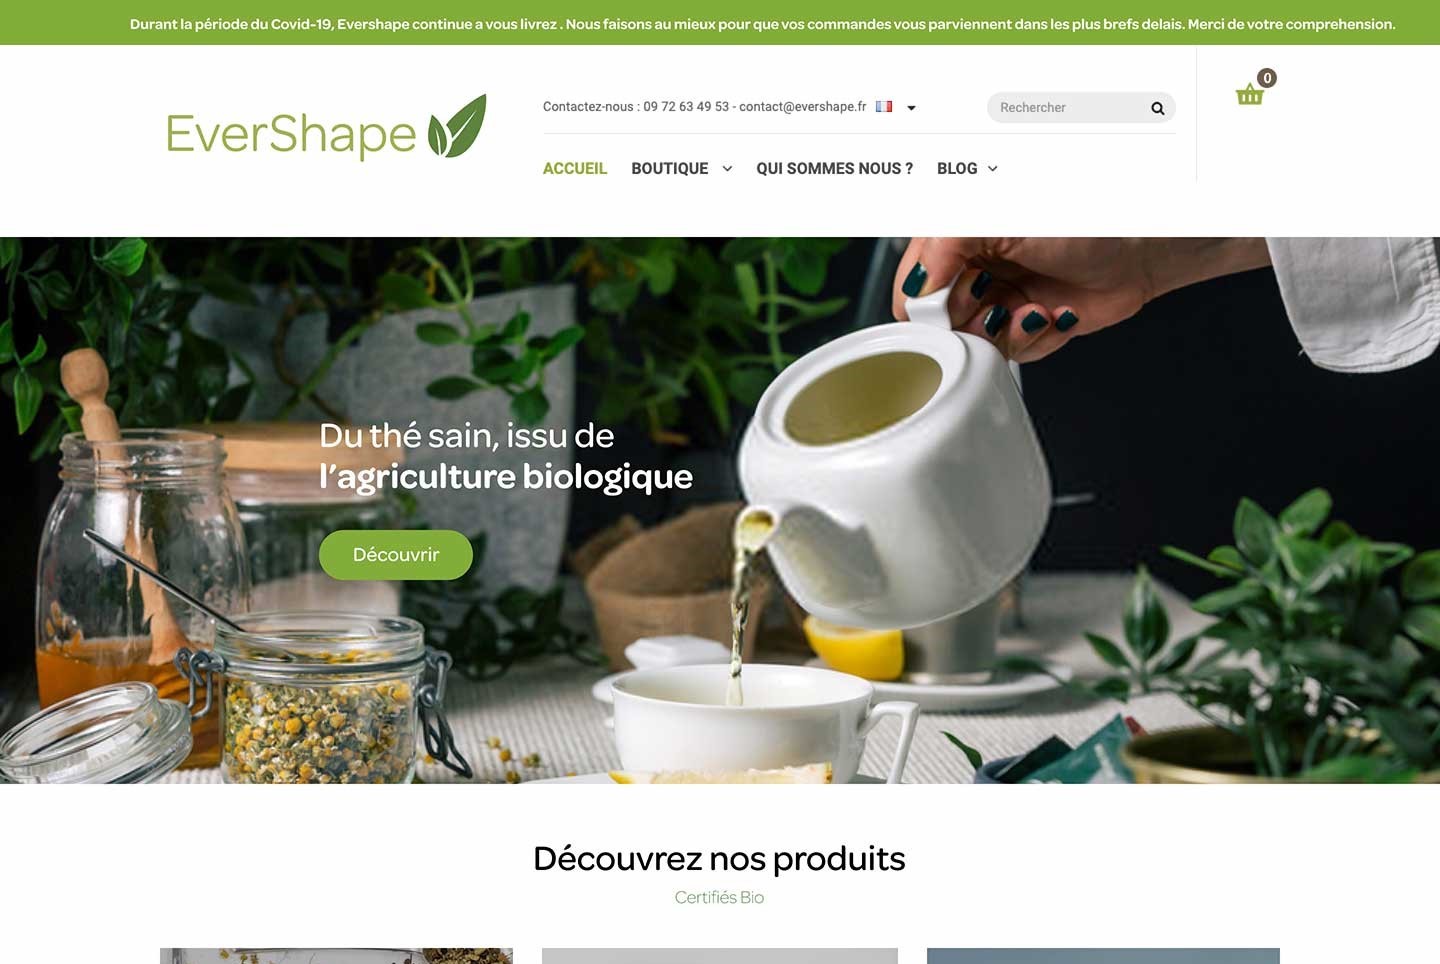 Durant la période du Covid-19, Evershape continue a vous livrez . Nous faisons au mieux pour que vos commandes vous parviennent dans les plus brefs delais. Merci de votre comprehension.
EverShape
Contactez-nous : 09 72 63 49 53 - contact@evershape.fr
Rechercher
0
ACCUEIL BOUTIQUE QUI SOMMES NOUS ? BLOG
Du thé sain, issu de
l'agriculture biologique
Découvrir
Découvrez nos produits
Certifiés Bio